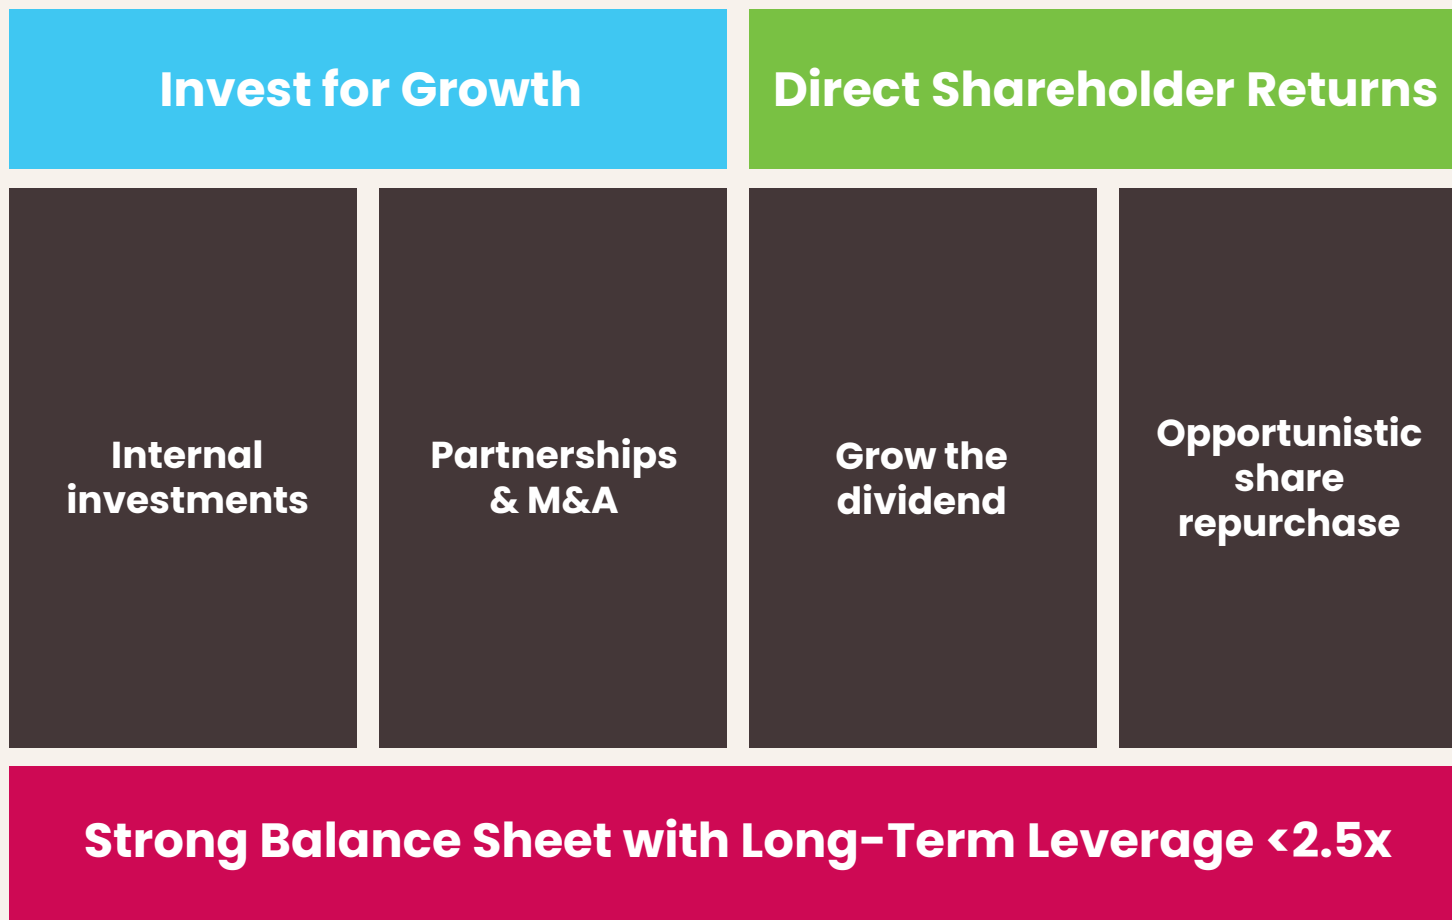 Invest for Growth
Direct Shareholder Returns
Internal
investments
Partnerships
& M&A
Grow the
dividend
Opportunistic
share
repurchase
Strong Balance Sheet with Long-Term Leverage <2.5x